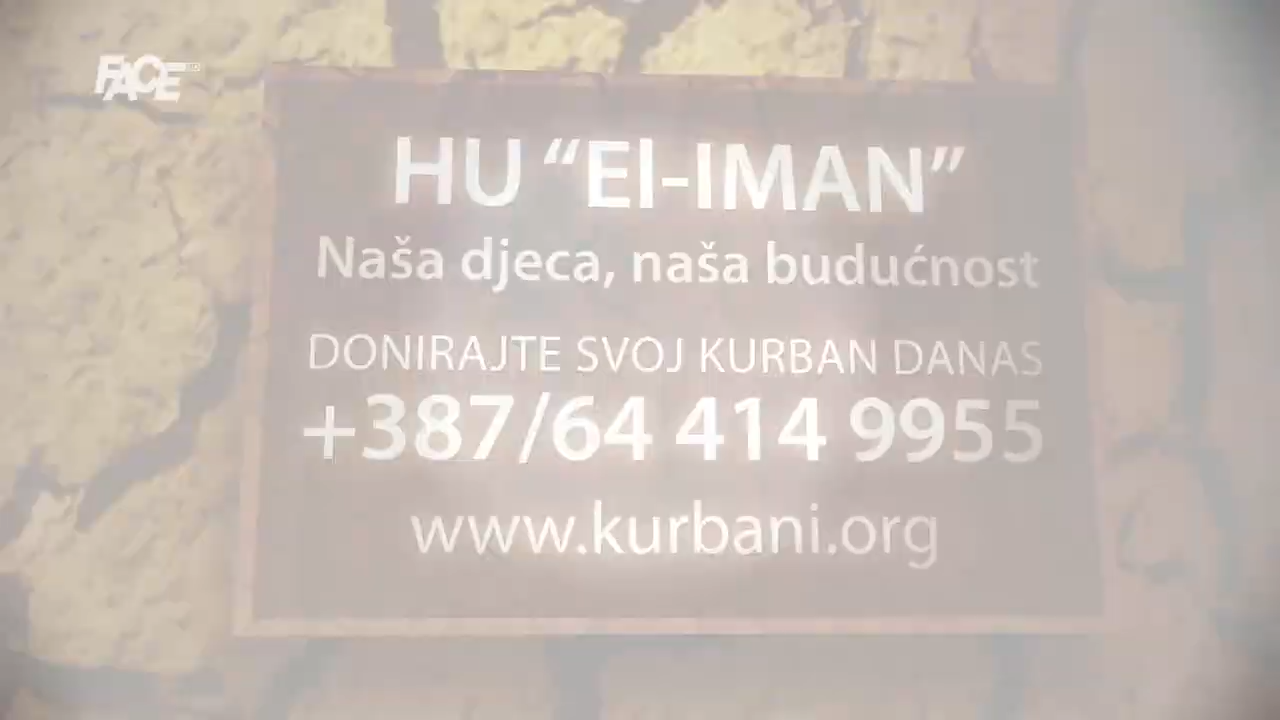 FACE
HU “El-IMAN”
Naša djeca, naša budućnost
DONIRAJTE SVOJ KURBAN DANAS
+387/64 414 9955
www.kurbani.org